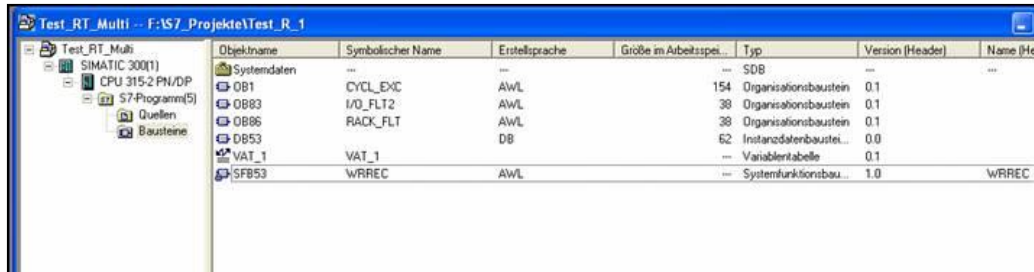 Test_RT_Multi -- F:\S7_Projekte\Test_R_1
Test_RT_Multi
SIMATIC 300(1)
CPU 315-2 PN/DP
S7-Programm(5)
Quellen
Bausteine
Objektname Symbolischer Name Erstellsprache Größe im Arbeitsspei... Typ Version (Header) Name (He
Systemdaten --- --- --- SDB --- ---
OB1 CYCL_EXC AWL 154 Organisationsbaustein 0.1
OB83 I/O_FLT2 AWL 38 Organisationsbaustein 0.1
OB86 RACK_FLT AWL 38 Organisationsbaustein 0.1
DB53 DB 62 Instanzdatenbaustei... 0.0
VAT_1 VAT_1 --- Variablentabelle 0.1
SFB53 WRREC AWL --- Systemfunktionsbau... 1.0 WRREC